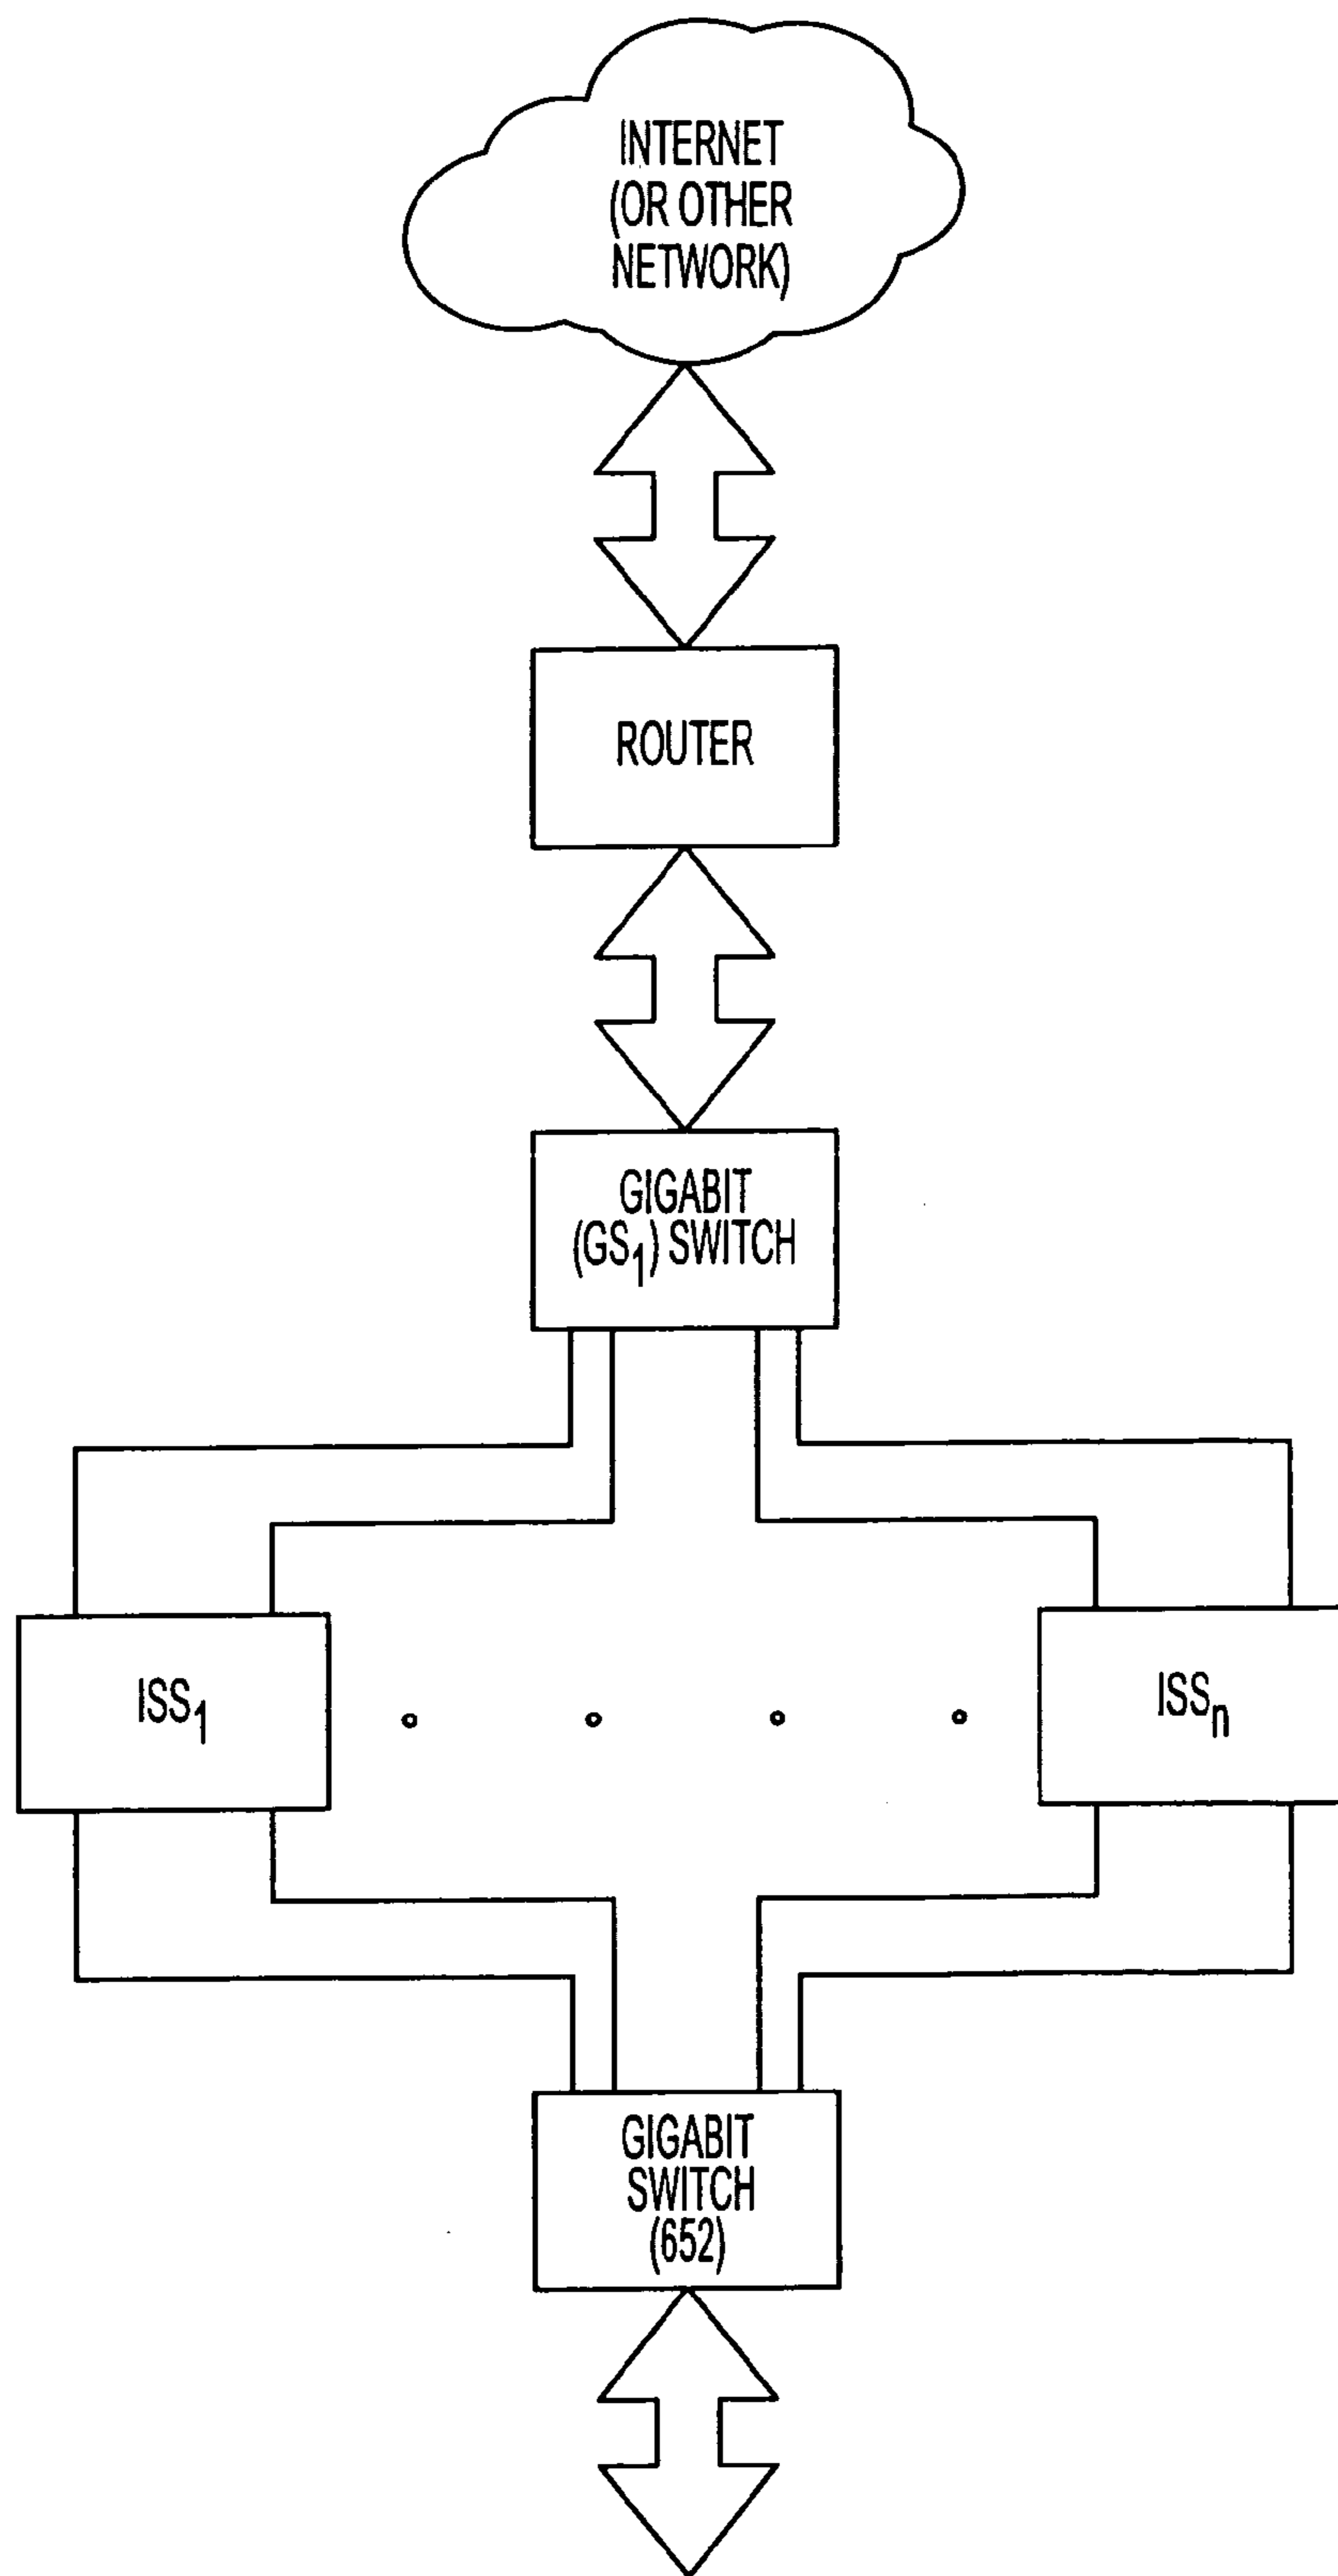 INTERNET
(OR OTHER
NETWORK)
ROUTER
GIGABIT
(GS₁) SWITCH
ISS₁
ISSₙ
GIGABIT
SWITCH
(652)